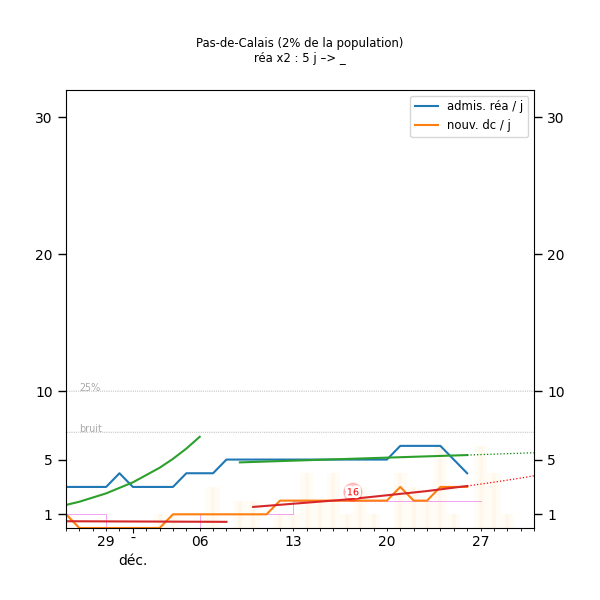 Pas-de-Calais (2% de la population)
réa x2 : 5 j –> _
admis. réa / j
nouv. dc / j
30 30
20 20
10 10
25%
bruit
5 5
16
1 1
29 - 06 13 20 27
déc.